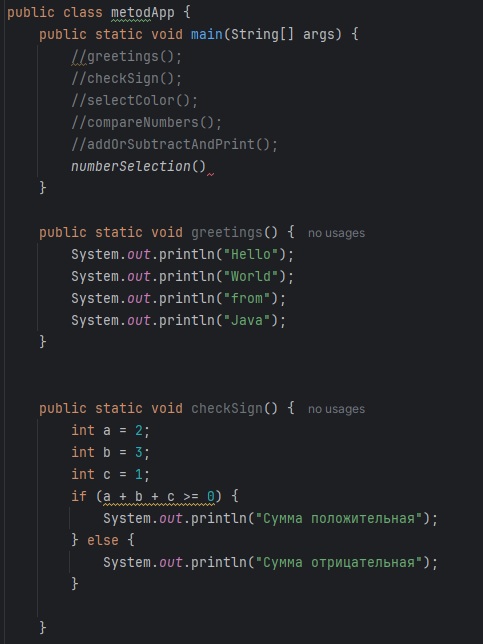 public class metodApp {
public static void main(String[] args) {
//greetings();
//checkSign();
//selectColor();
//compareNumbers();
//addOrSubtractAndPrint();
numberSelection()
}
public static void greetings() { no usages
System.out.println("Hello");
System.out.println("World");
System.out.println("from");
System.out.println("Java");
}
public static void checkSign() { no usages
int a = 2;
int b = 3;
int c = 1;
if (a + b + c >= 0) {
System.out.println("Сумма положительная");
} else {
System.out.println("Сумма отрицательная");
}
}